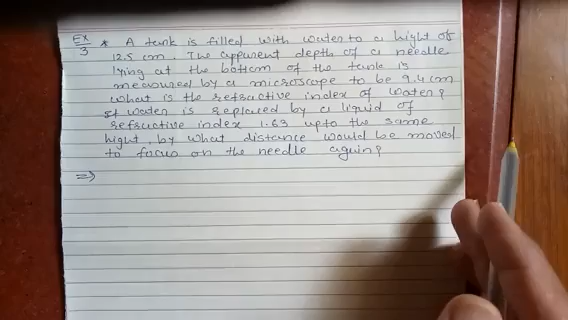 Ex 3 * A tank is filled with water to a hight of
12.5 cm. The apparent depth of a needle
lying at the bottom of the tank is
measured by a microscope to be 9.4 cm
what is the refractive index of water?
If water is replaced by a liquid of
refractive index 1.63 upto the same
hight, by what distance would be moved
to focus on the needle again?
⇒